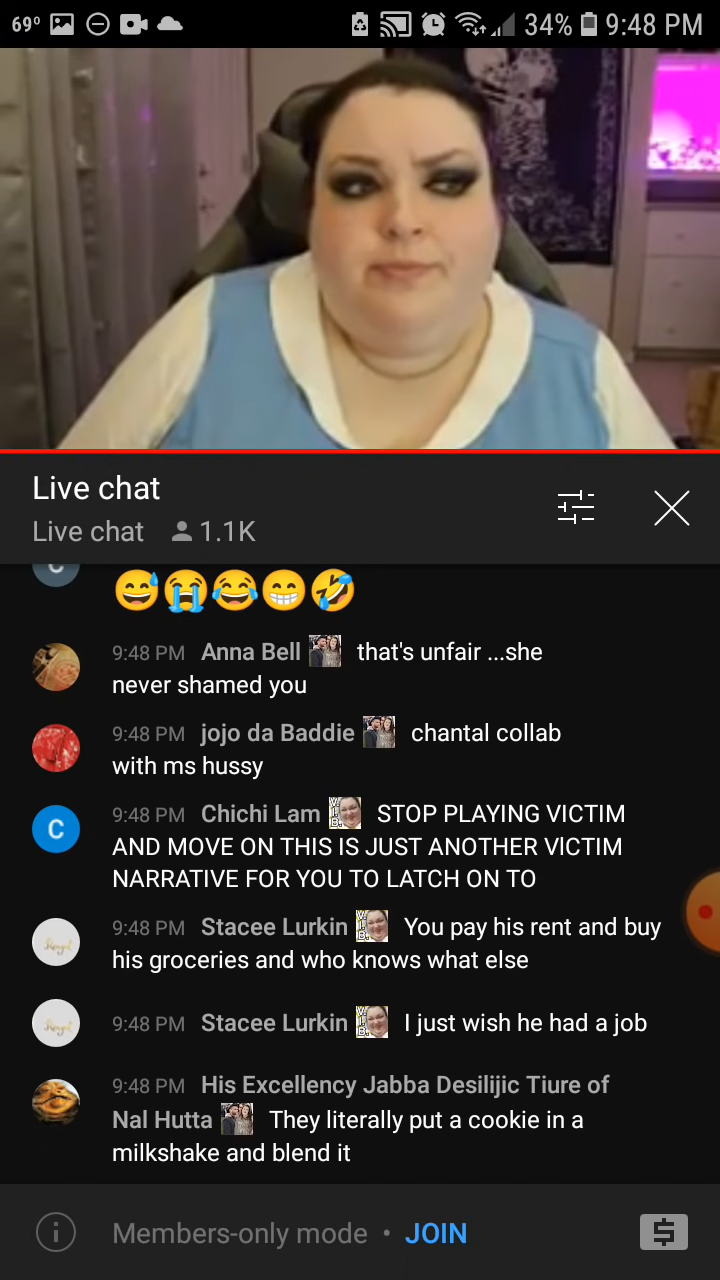 69°
34%
9:48 PM
Live chat
Live chat 1.1K
C
😅😭😂😁🤣
9:48 PM Anna Bell that's unfair ...she
never shamed you
9:48 PM jojo da Baddie chantal collab
with ms hussy
C
9:48 PM Chichi Lam STOP PLAYING VICTIM
AND MOVE ON THIS IS JUST ANOTHER VICTIM
NARRATIVE FOR YOU TO LATCH ON TO
9:48 PM Stacee Lurkin You pay his rent and buy
his groceries and who knows what else
9:48 PM Stacee Lurkin I just wish he had a job
9:48 PM His Excellency Jabba Desilijic Tiure of
Nal Hutta They literally put a cookie in a
milkshake and blend it
Members-only mode • JOIN